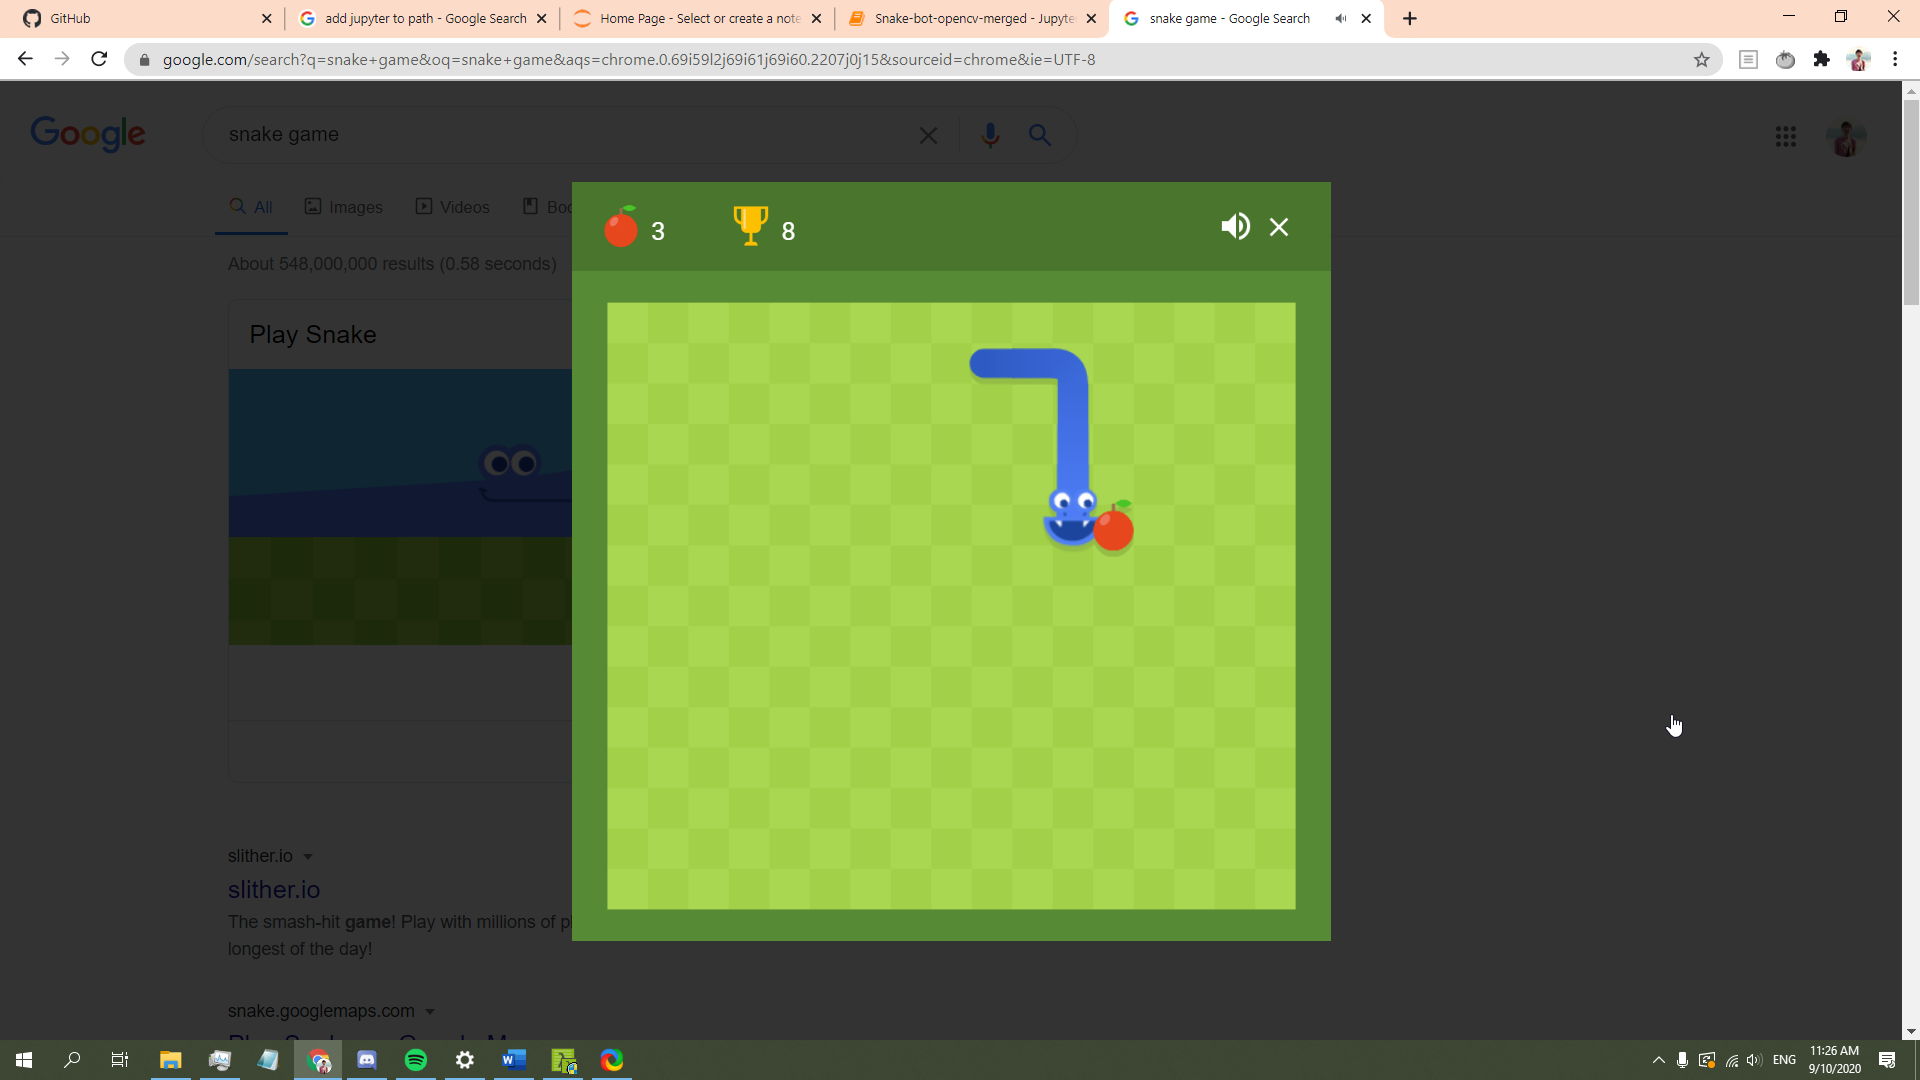 GitHub
add jupyter to path - Google Search
Home Page - Select or create a note
Snake-bot-opencv-merged - Jupyte
snake game - Google Search
google.com/search?q=snake+game&oq=snake+game&aqs=chrome.0.69i59l2j69i61j69i60.2207j0j15&sourceid=chrome&ie=UTF-8
Google
snake game
All
Images
Videos
Boo
3
8
About 548,000,000 results (0.58 seconds)
Play Snake
slither.io
slither.io
The smash-hit game! Play with millions of pl
longest of the day!
snake.googlemaps.com
ENG
11:26 AM
9/10/2020